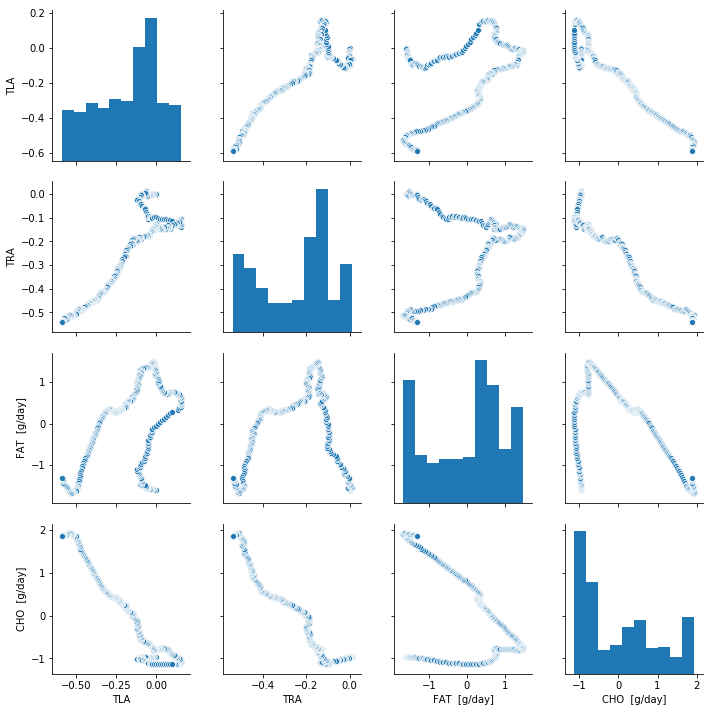 0.2
0.0
−0.2
−0.4
−0.6
TLA
0.0
−0.1
−0.2
−0.3
−0.4
−0.5
TRA
1
0
−1
FAT [g/day]
2
1
0
−1
CHO [g/day]
−0.50 −0.25 0.00
TLA
−0.4 −0.2 0.0
TRA
−1 0 1
FAT [g/day]
−1 0 1 2
CHO [g/day]